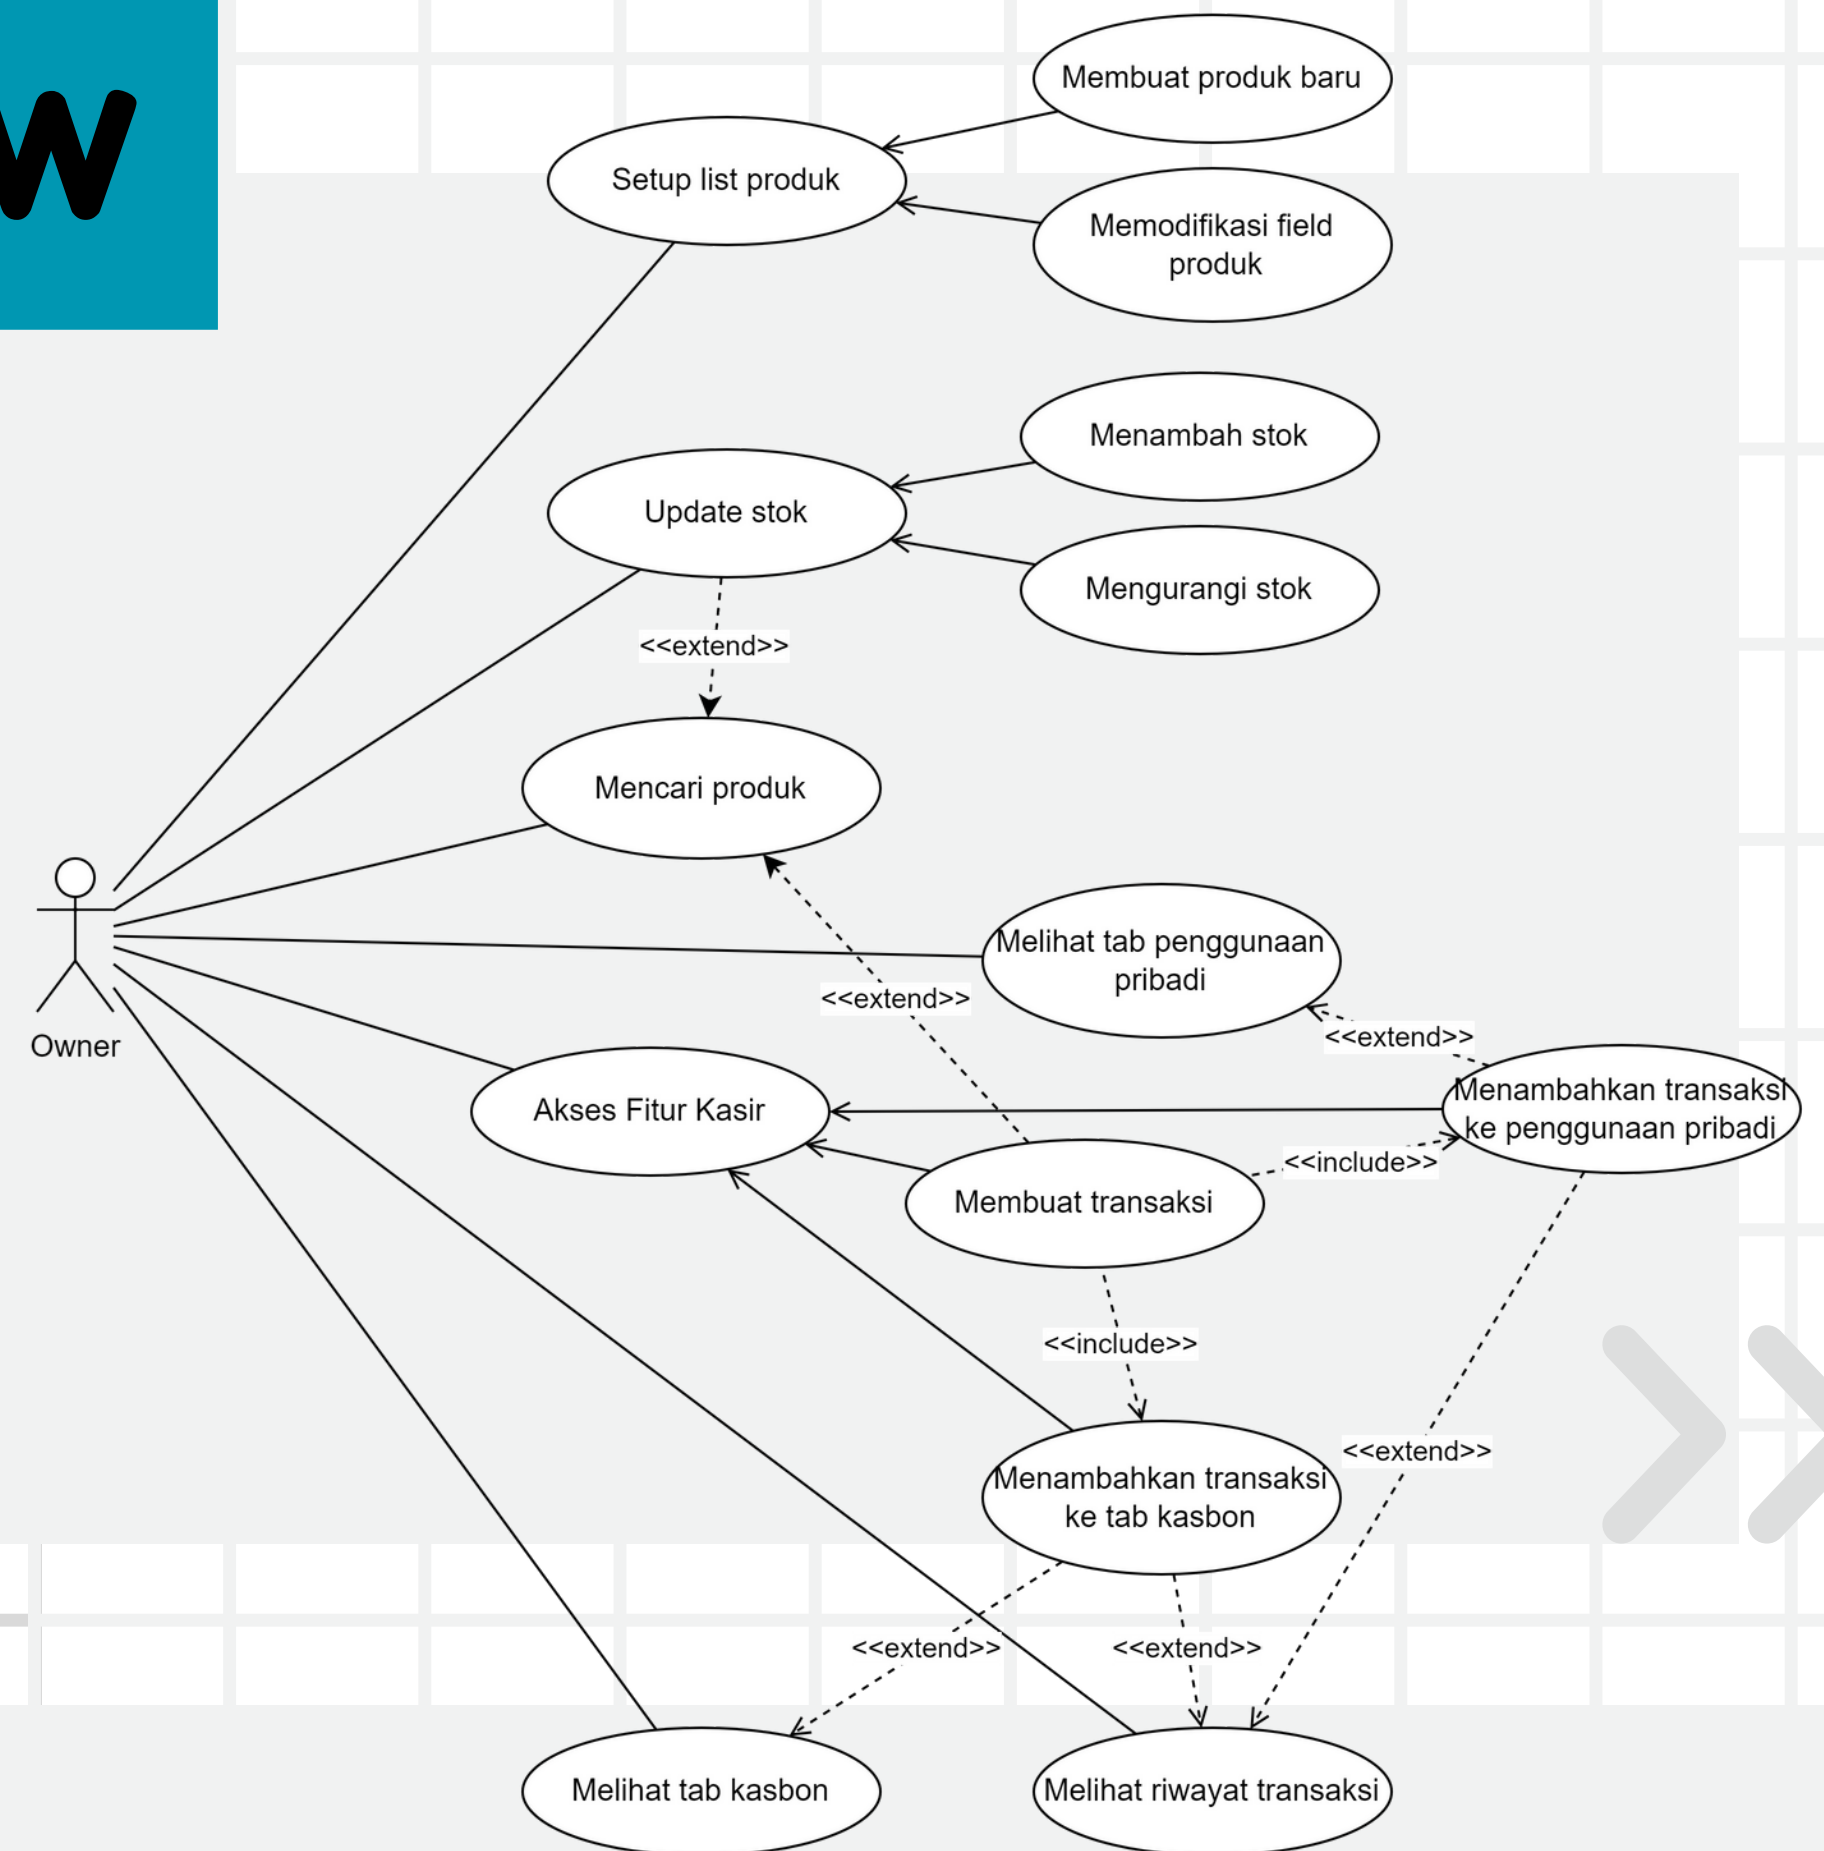 W
Membuat produk baru
Setup list produk
Memodifikasi field
produk
Menambah stok
Update stok
Mengurangi stok
<<extend>>
Mencari produk
Melihat tab penggunaan
pribadi
<<extend>>
<<extend>>
Owner
Menambahkan transaksi
ke penggunaan pribadi
Akses Fitur Kasir
<<include>>
Membuat transaksi
<<include>>
<<extend>>
Menambahkan transaksi
ke tab kasbon
<<extend>>
<<extend>>
Melihat tab kasbon
Melihat riwayat transaksi